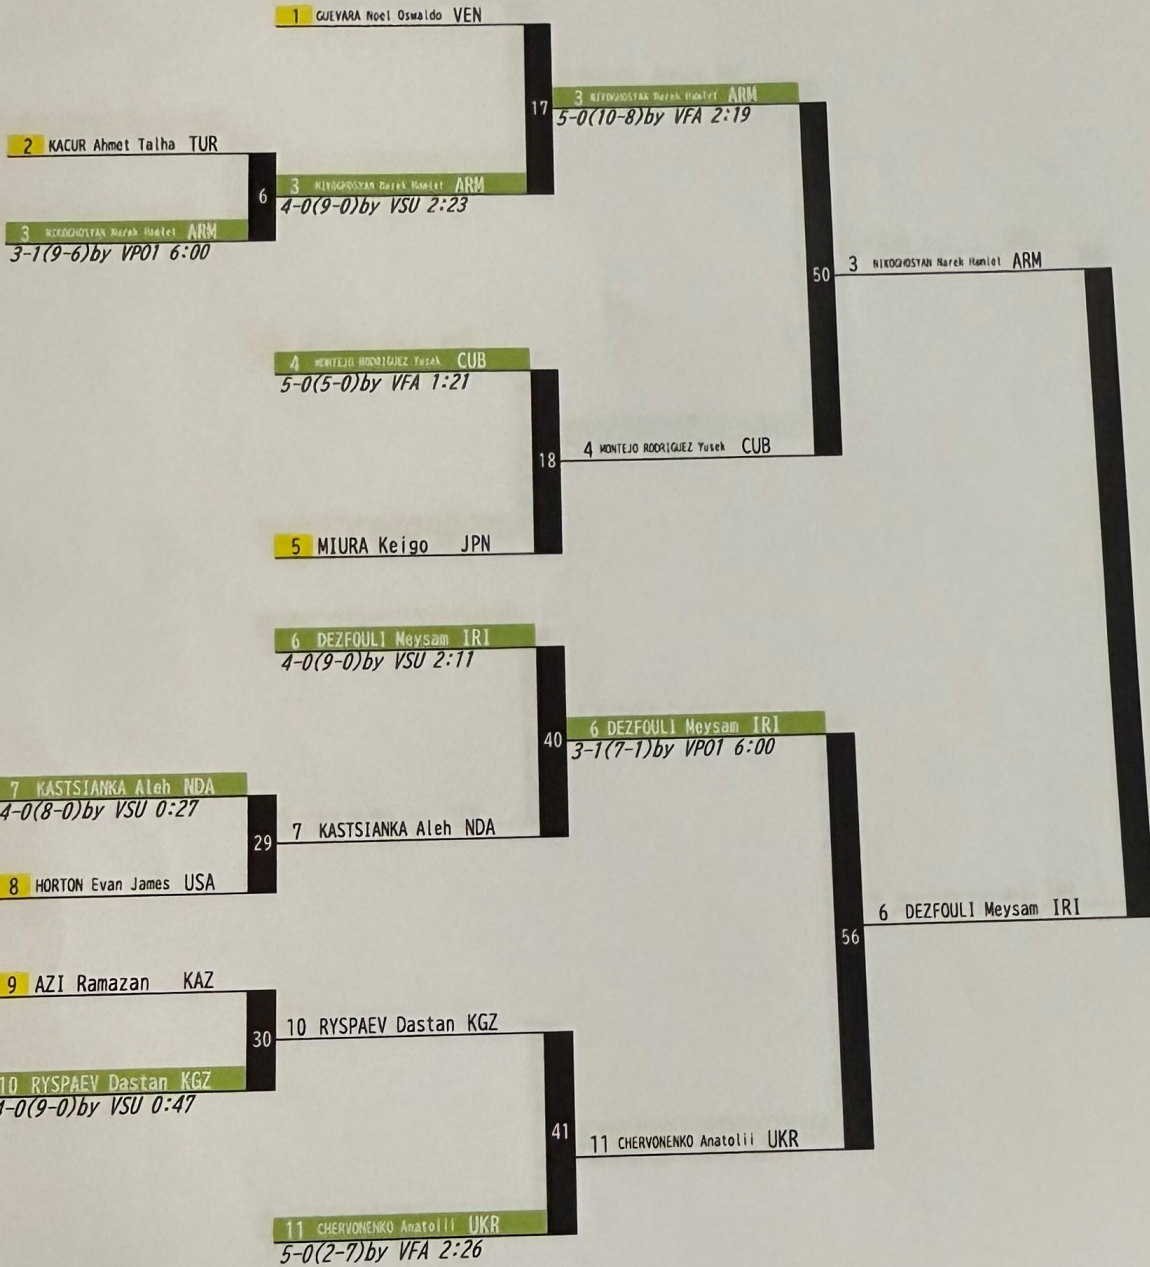 1 GUEVARA Noel Oswaldo VEN
17
3 NIKOGHOSYAN Narek Hamlet ARM
5-0(10-8)by VFA 2:19
2 KACUR Ahmet Talha TUR
6
3 NIKOGHOSYAN Narek Hamlet ARM
4-0(9-0)by VSU 2:23
3 NIKOGHOSYAN Narek Hamlet ARM
3-1(9-6)by VPO1 6:00
50
3 NIKOGHOSYAN Narek Hamlet ARM
4 MONTEJO RODRIGUEZ Yusek CUB
5-0(5-0)by VFA 1:21
18
4 MONTEJO RODRIGUEZ Yusek CUB
5 MIURA Keigo JPN
6 DEZFOULI Meysam IRI
4-0(9-0)by VSU 2:11
40
6 DEZFOULI Meysam IRI
3-1(7-1)by VPO1 6:00
7 KASTSIANKA Aleh NDA
4-0(8-0)by VSU 0:27
29
7 KASTSIANKA Aleh NDA
8 HORTON Evan James USA
56
6 DEZFOULI Meysam IRI
9 AZI Ramazan KAZ
30
10 RYSPAEV Dastan KGZ
10 RYSPAEV Dastan KGZ
-0(9-0)by VSU 0:47
41
11 CHERVONENKO Anatolii UKR
11 CHERVONENKO Anatolii UKR
5-0(2-7)by VFA 2:26